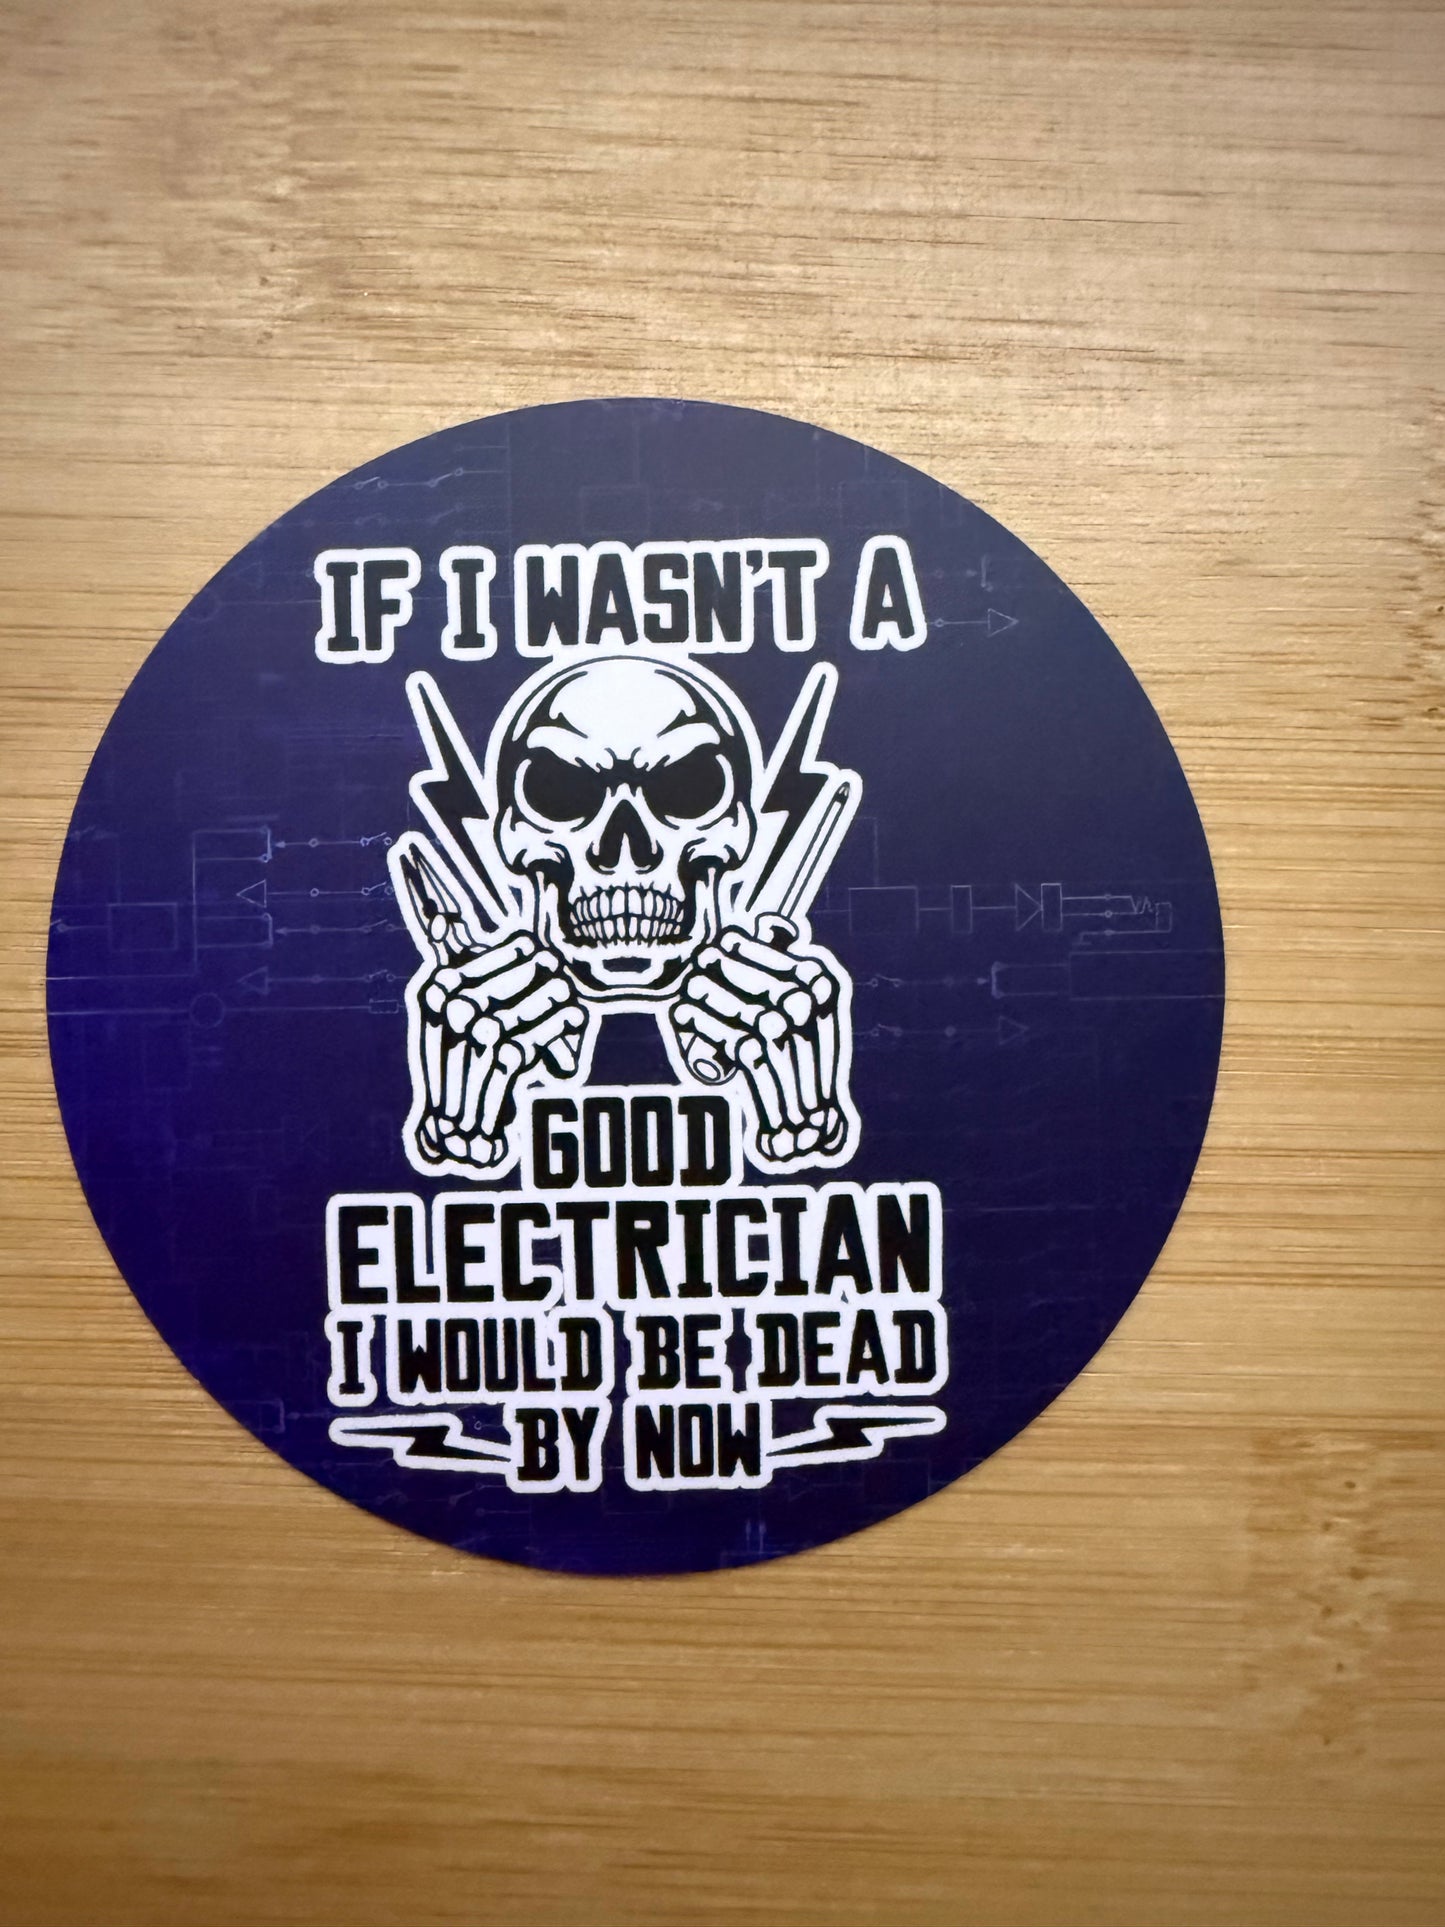 IF I WASN'T A
GOOD
ELECTRICIAN
I WOULD BE DEAD
BY NOW